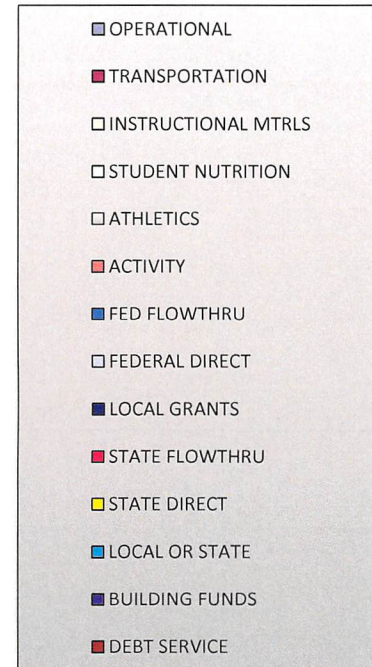 OPERATIONAL
TRANSPORTATION
INSTRUCTIONAL MTRLS
STUDENT NUTRITION
ATHLETICS
ACTIVITY
FED FLOWTHRU
FEDERAL DIRECT
LOCAL GRANTS
STATE FLOWTHRU
STATE DIRECT
LOCAL OR STATE
BUILDING FUNDS
DEBT SERVICE